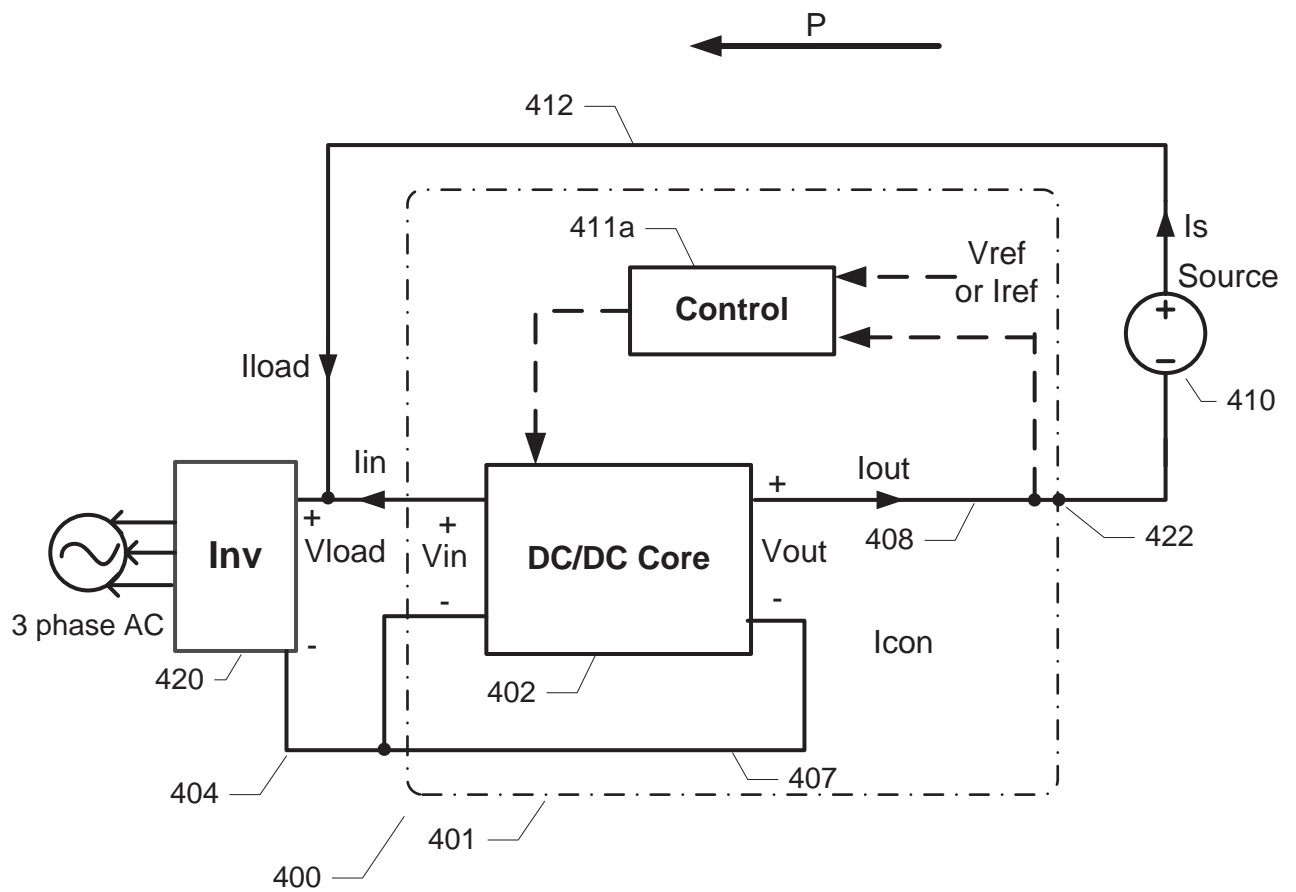 P
412
411a
Is
Vref
or Iref
Source
+
-
Control
Iload
410
Iin
Iout
+
+
+
Vload
Vin
Vout
Inv
DC/DC Core
408
422
-
-
3 phase AC
-
Icon
420
402
404
407
401
400